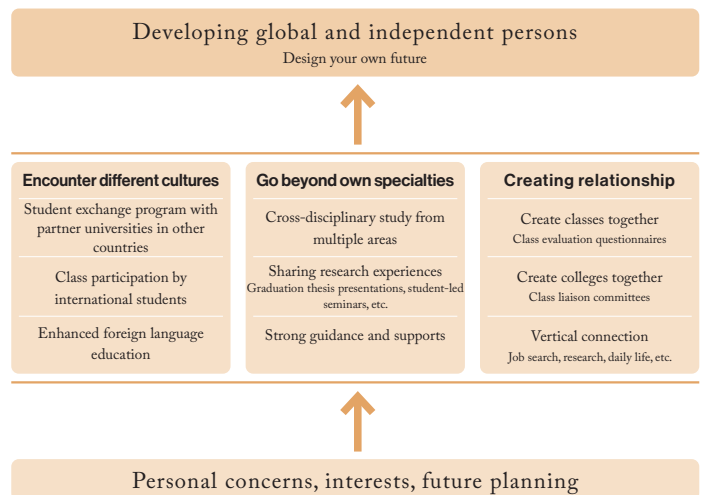 Developing global and independent persons
Design your own future
Encounter different cultures
Student exchange program with
partner universities in other
countries
Class participation by
international students
Enhanced foreign language
education
Go beyond own specialties
Cross-disciplinary study from
multiple areas
Sharing research experiences
Graduation thesis presentations, student-led
seminars, etc.
Strong guidance and supports
Creating relationship
Create classes together
Class evaluation questionnaires
Create colleges together
Class liaison committees
Vertical connection
Job search, research, daily life, etc.
Personal concerns, interests, future planning